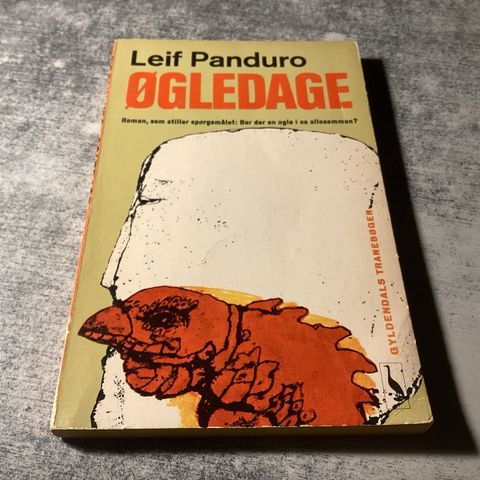 Leif Panduro
ØGLEDAGE
Roman, som stiller spørgsmålet: Bor der en øgle i os allesammen?
GYLDENDALS TRANEBØGER